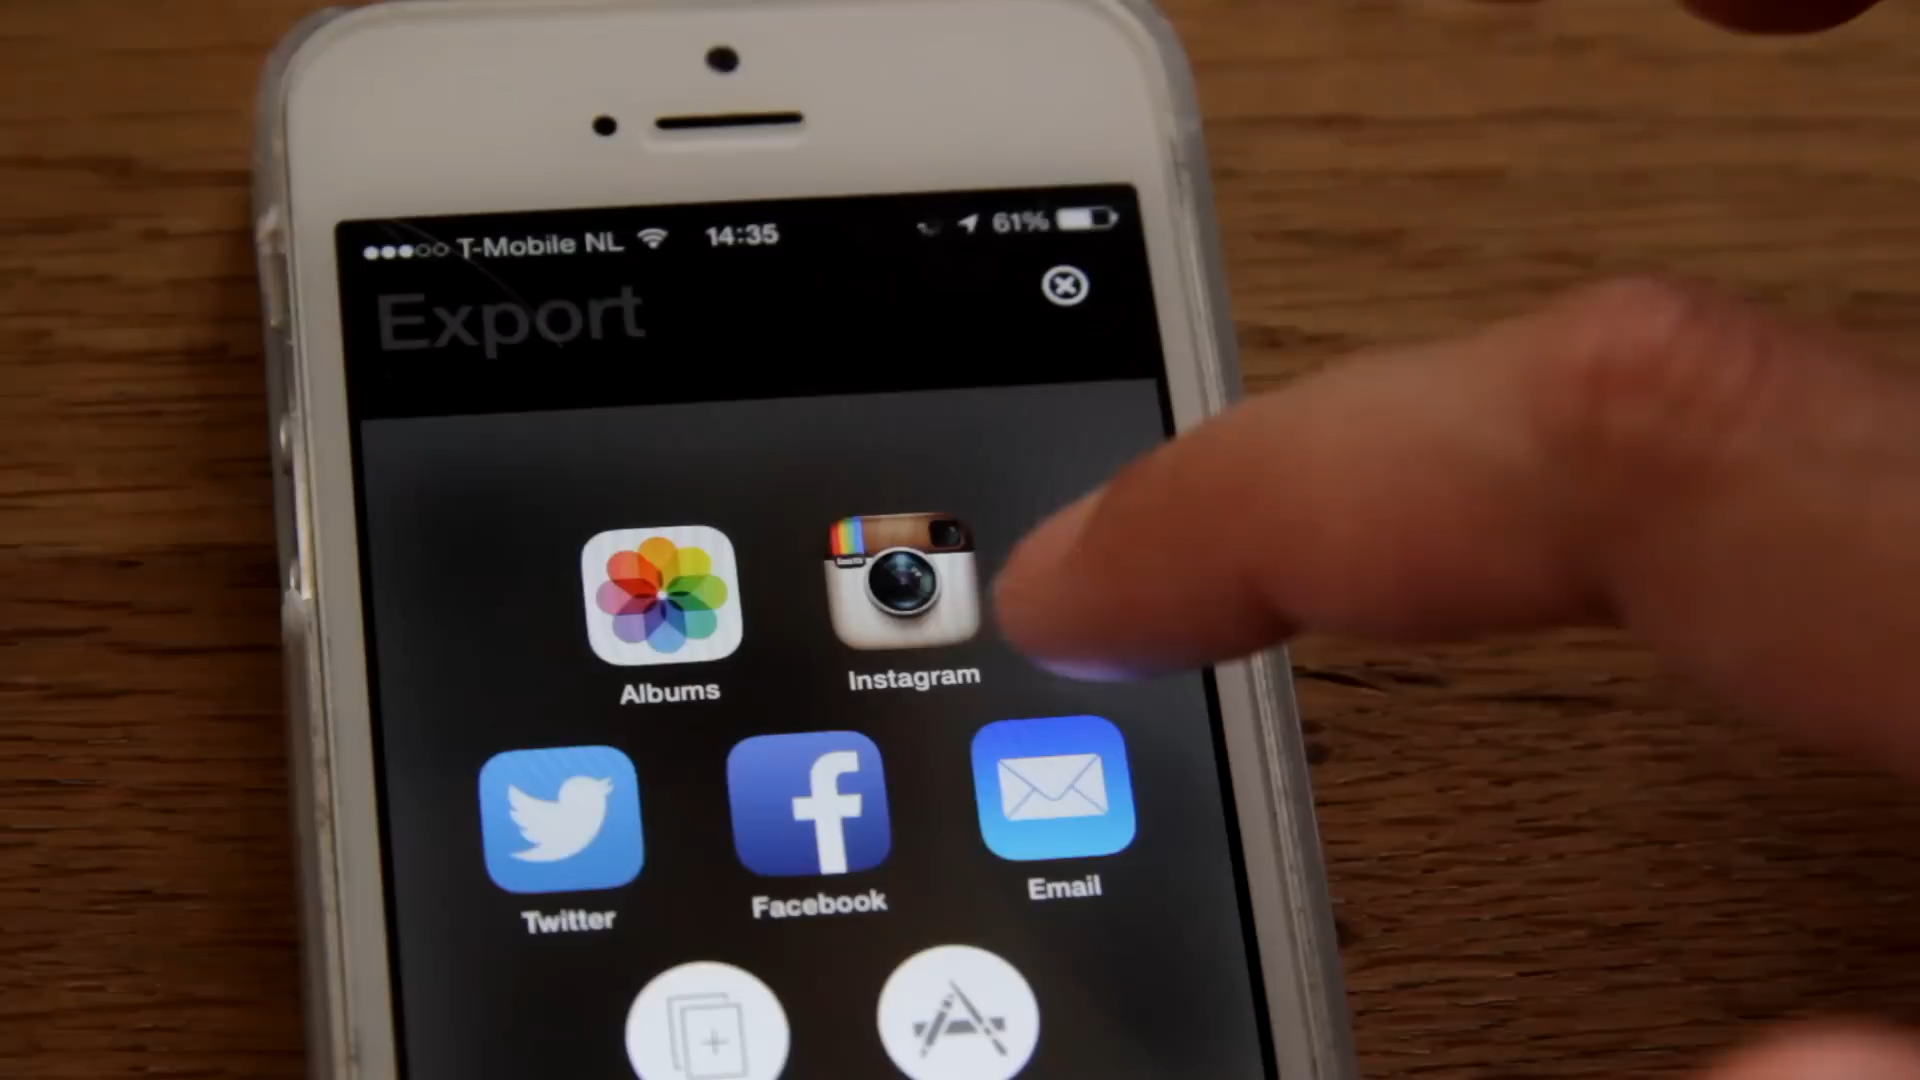 T-Mobile NL 14:35 61%
Export
Albums Instagram
Twitter Facebook Email